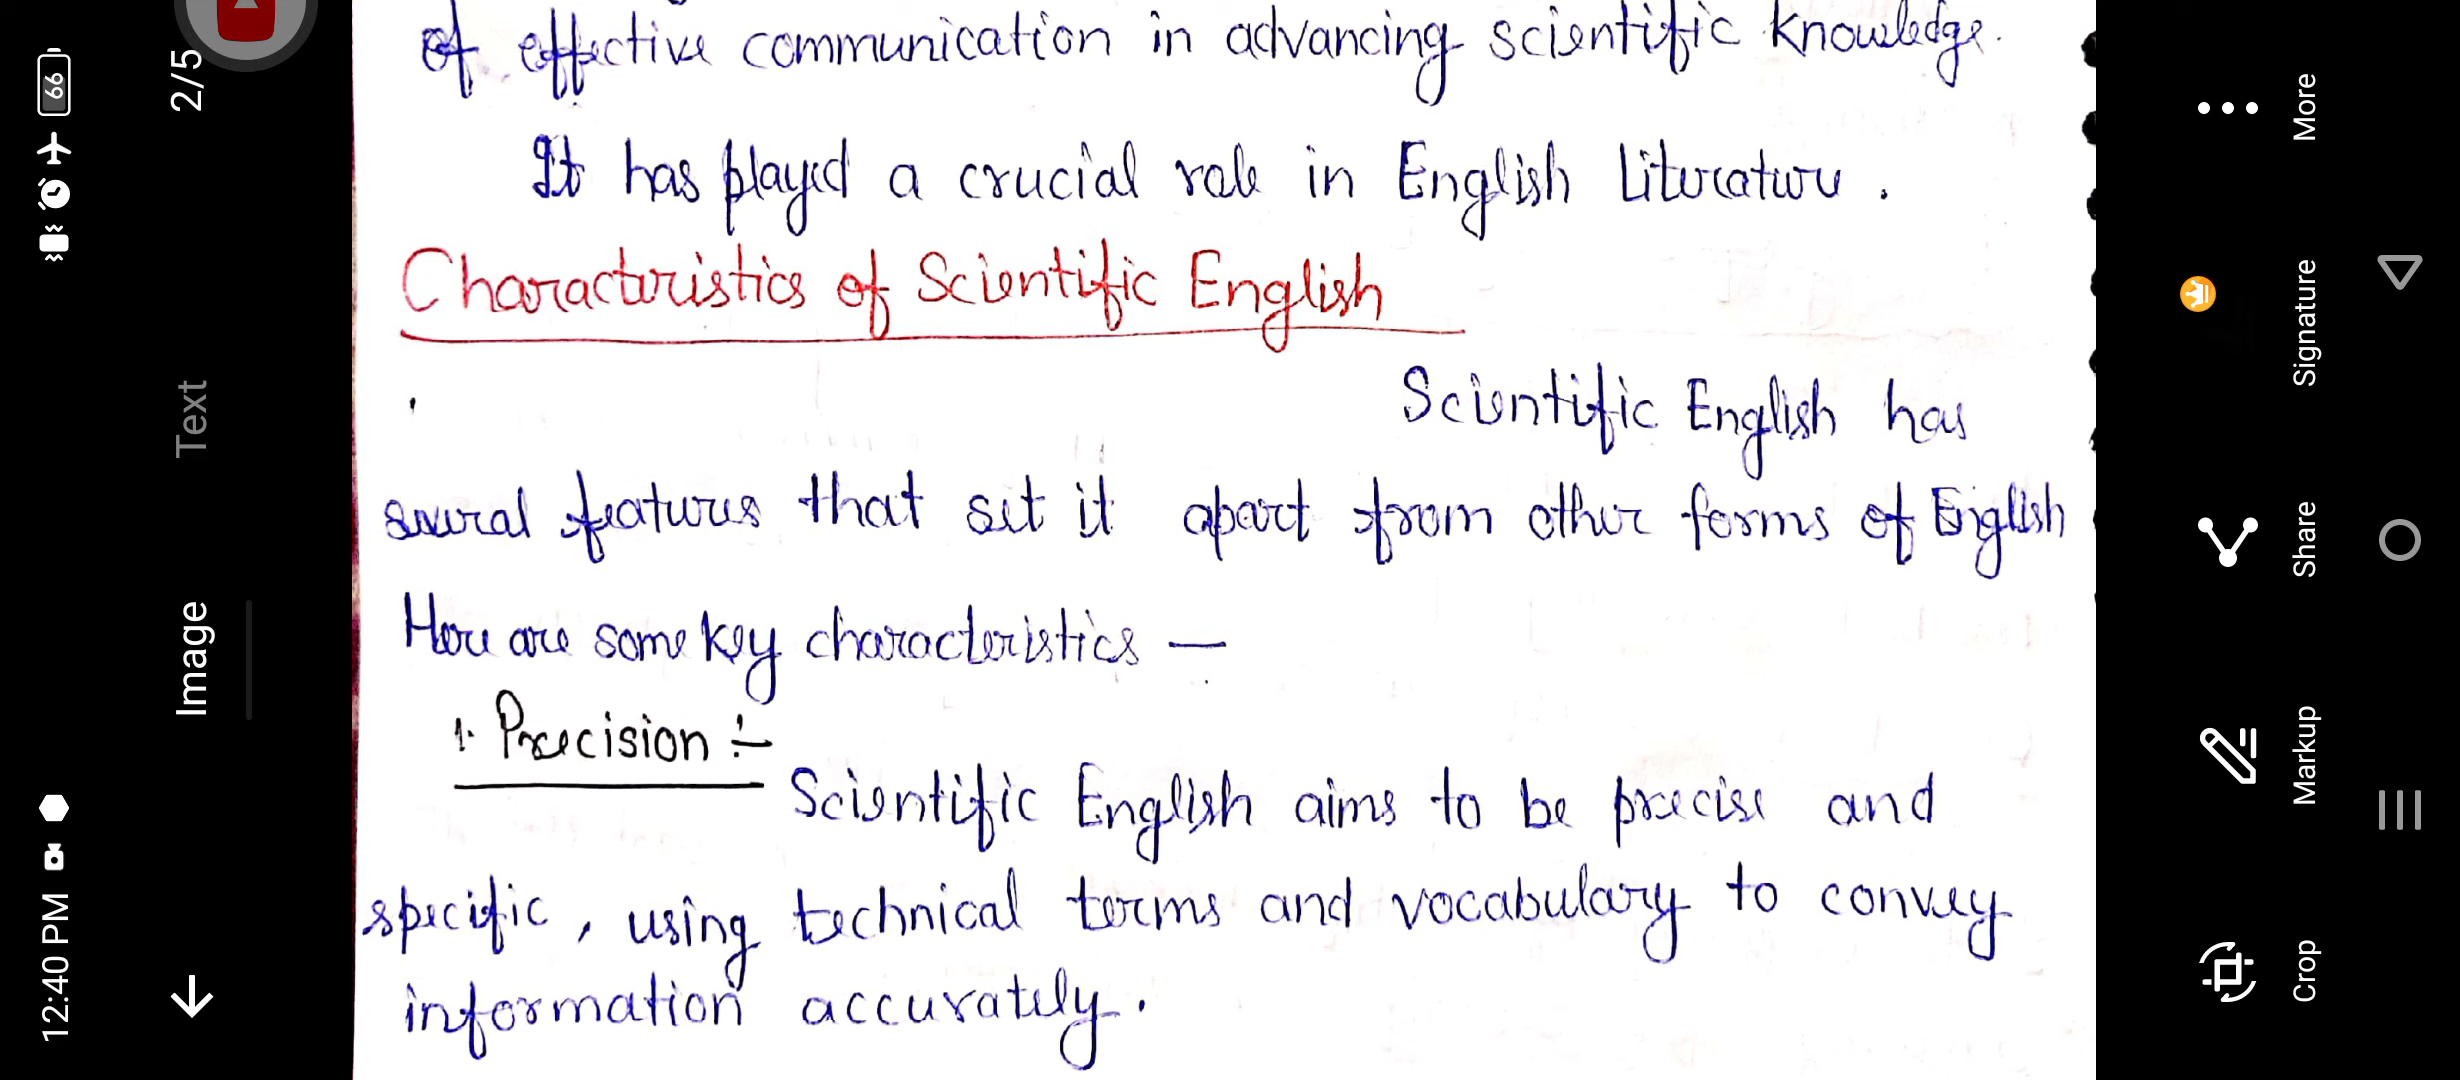 of effective communication in advancing scientific knowledge.
It has played a crucial role in English Literature.
Characteristics of Scientific English
Scientific English has
several features that set it apart from other forms of English
Here are some key characteristics —
1. Precision :-
Scientific English aims to be precise and
specific, using technical terms and vocabulary to convey
information accurately.
12:40 PM
66
Image
Text
2/5
Crop
Markup
Share
Signature
More